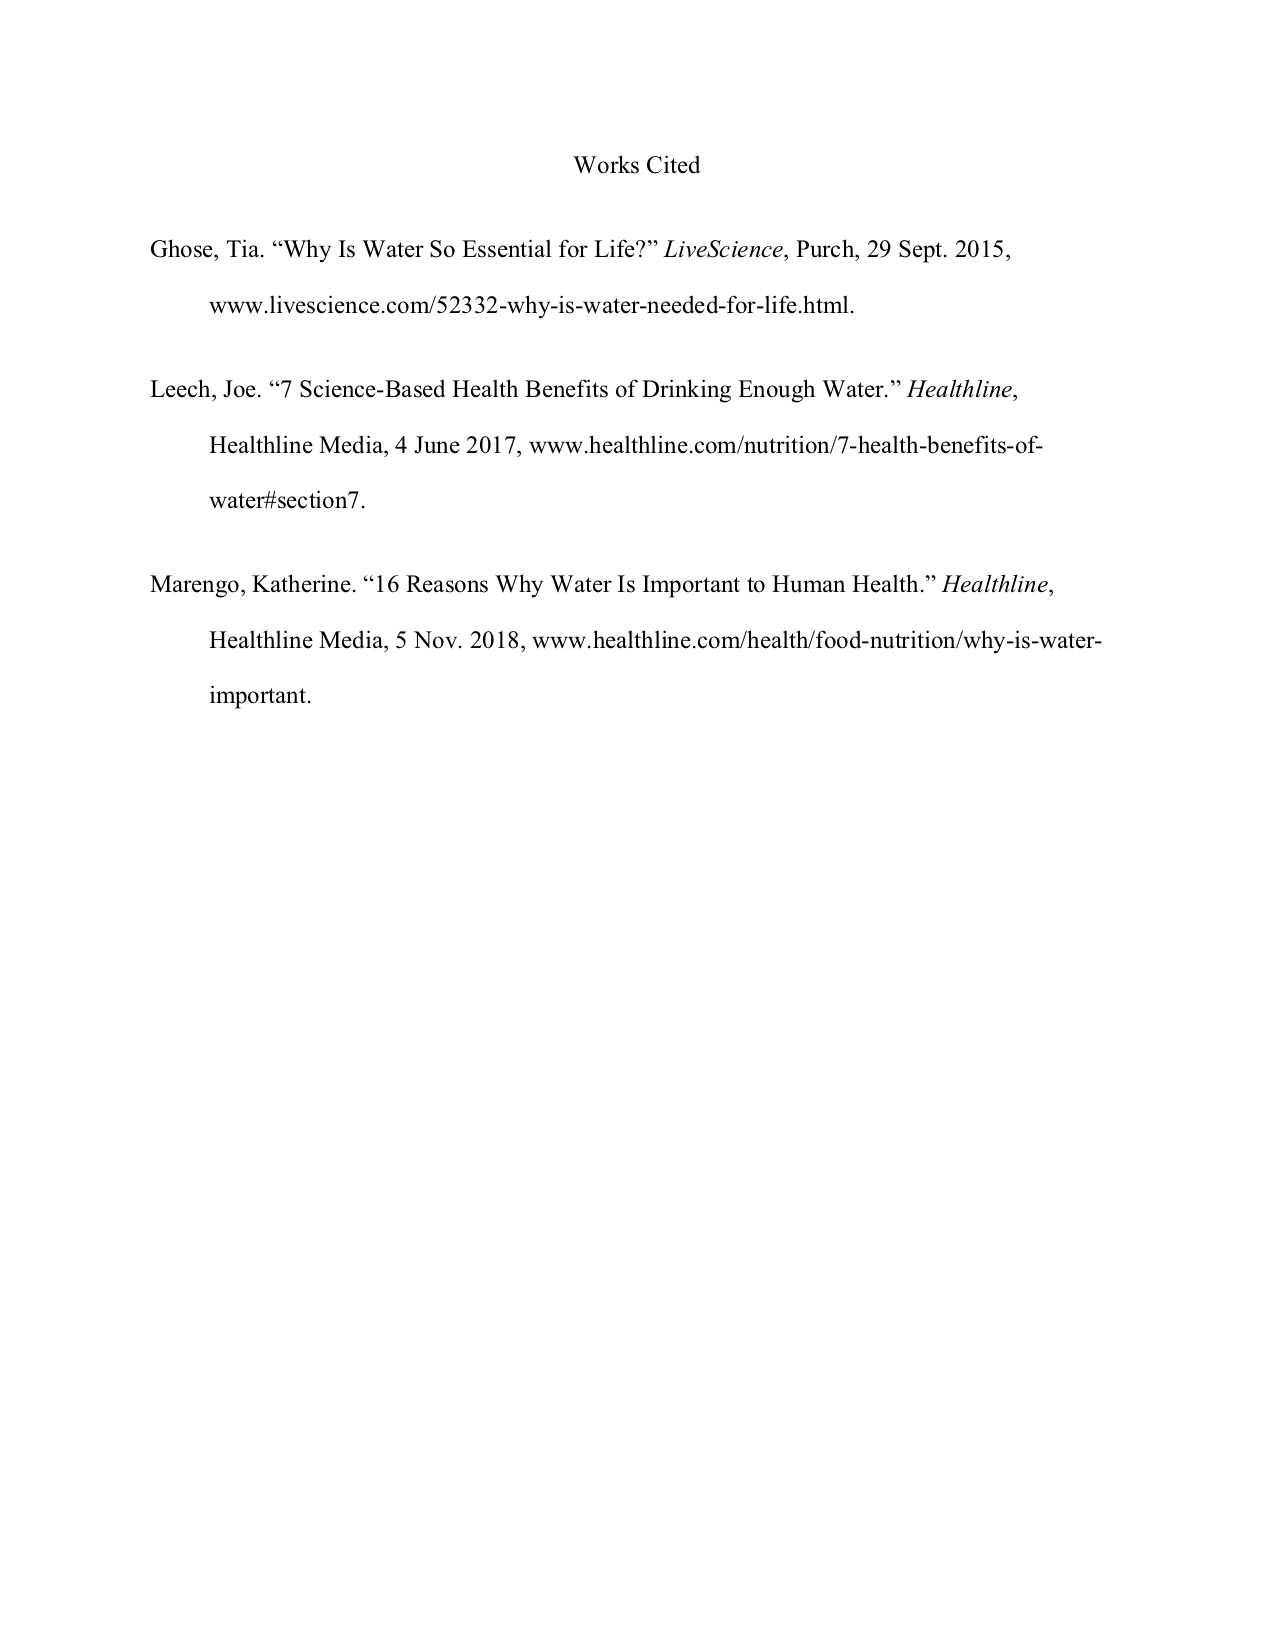 Works Cited
Ghose, Tia. “Why Is Water So Essential for Life?” LiveScience, Purch, 29 Sept. 2015,
www.livescience.com/52332-why-is-water-needed-for-life.html.
Leech, Joe. “7 Science-Based Health Benefits of Drinking Enough Water.” Healthline,
Healthline Media, 4 June 2017, www.healthline.com/nutrition/7-health-benefits-of-
water#section7.
Marengo, Katherine. “16 Reasons Why Water Is Important to Human Health.” Healthline,
Healthline Media, 5 Nov. 2018, www.healthline.com/health/food-nutrition/why-is-water-
important.